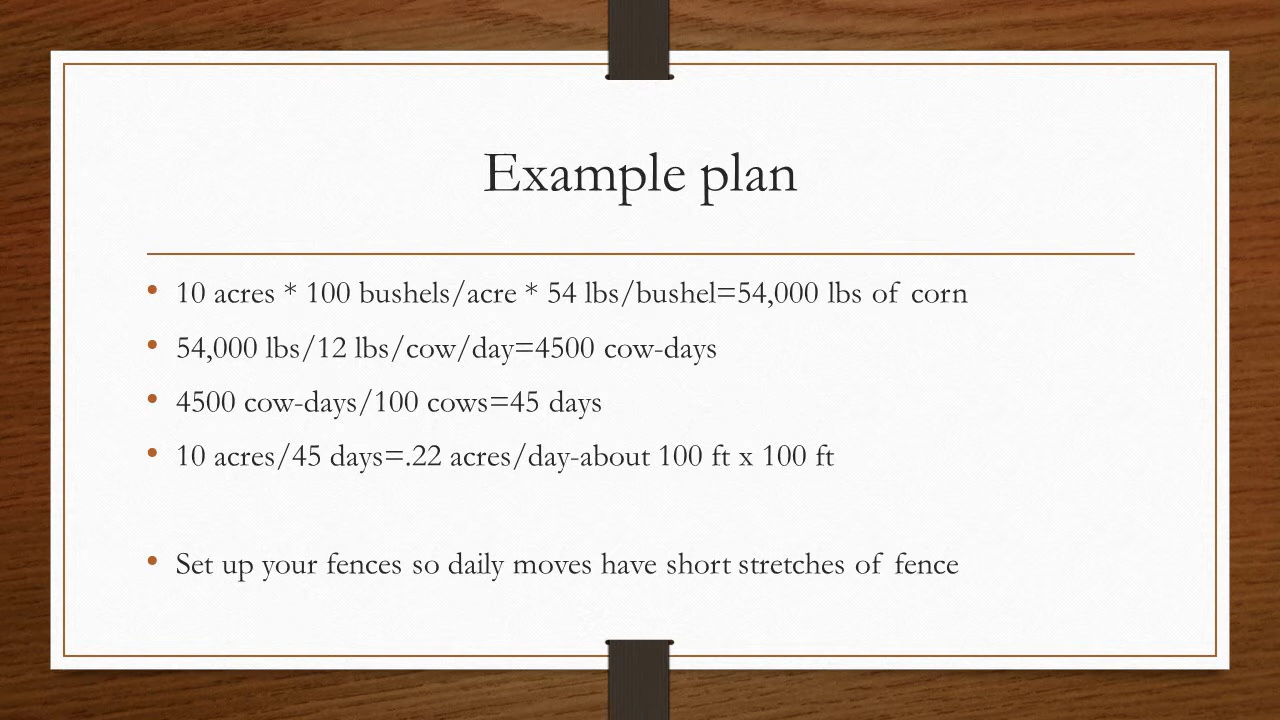 Example plan
• 10 acres * 100 bushels/acre * 54 lbs/bushel=54,000 lbs of corn
• 54,000 lbs/12 lbs/cow/day=4500 cow-days
• 4500 cow-days/100 cows=45 days
• 10 acres/45 days=.22 acres/day-about 100 ft x 100 ft
• Set up your fences so daily moves have short stretches of fence